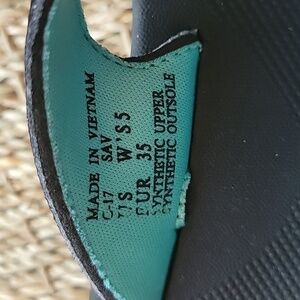 MADE IN VIETNAM
SAV
C-17
US W'S 5
EUR 35
SYNTHETIC UPPER
SYNTHETIC OUTSOLE